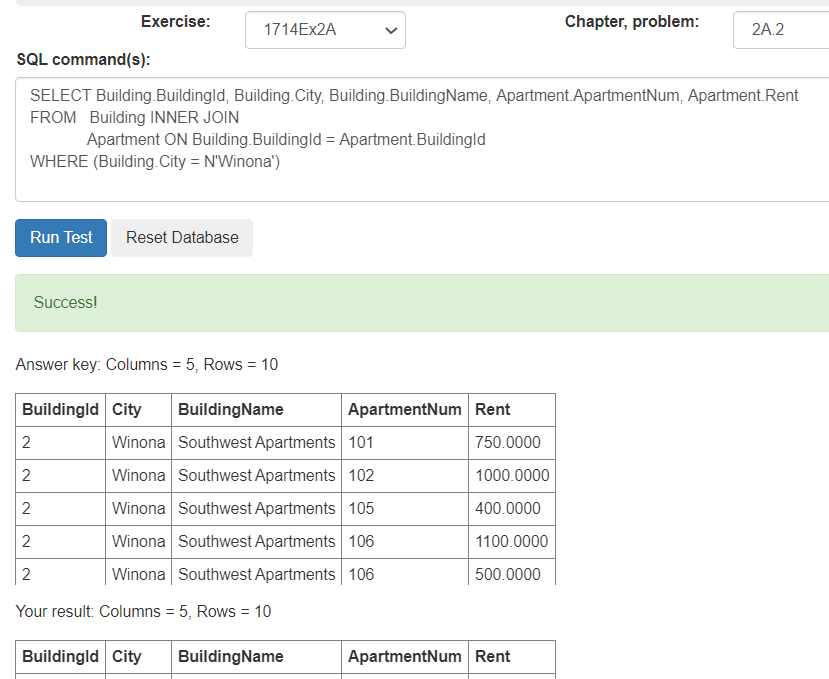 Exercise: 1714Ex2A Chapter, problem: 2A.2
SQL command(s):
SELECT Building.BuildingId, Building.City, Building.BuildingName, Apartment.ApartmentNum, Apartment.Rent
FROM Building INNER JOIN
Apartment ON Building.BuildingId = Apartment.BuildingId
WHERE (Building.City = N'Winona')
Run Test Reset Database
Success!
Answer key: Columns = 5, Rows = 10
BuildingId City BuildingName ApartmentNum Rent
2 Winona Southwest Apartments 101 750.0000
2 Winona Southwest Apartments 102 1000.0000
2 Winona Southwest Apartments 105 400.0000
2 Winona Southwest Apartments 106 1100.0000
2 Winona Southwest Apartments 106 500.0000
Your result: Columns = 5, Rows = 10
BuildingId City BuildingName ApartmentNum Rent